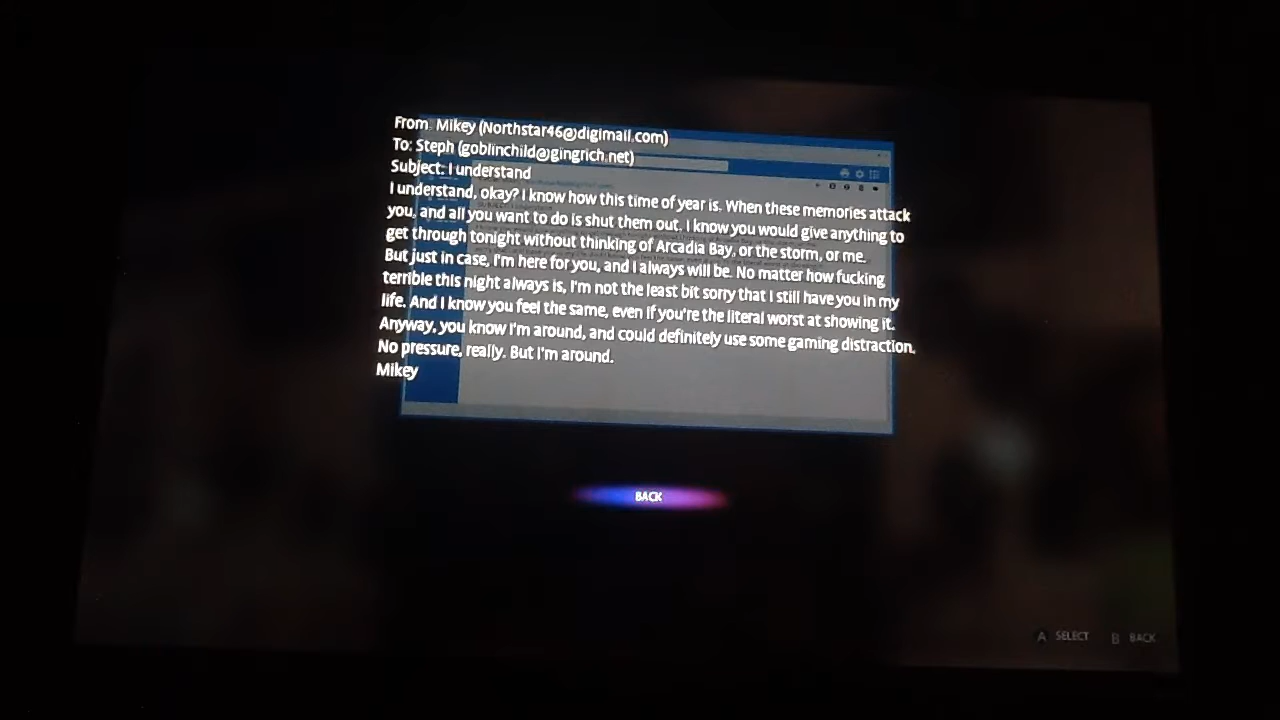 From: Mikey (Northstar46@digimail.com)
To: Steph (goblinchild@gingrich.net)
Subject: I understand
I understand, okay? I know how this time of year is. When these memories attack
you, and all you want to do is shut them out. I know you would give anything to
get through tonight without thinking of Arcadia Bay, or the storm, or me.
But just in case, I'm here for you, and I always will be. No matter how fucking
terrible this night always is, I'm not the least bit sorry that I still have you in my
life. And I know you feel the same, even if you're the literal worst at showing it.
Anyway, you know I'm around, and could definitely use some gaming distraction.
No pressure, really. But I'm around.
Mikey
BACK
A SELECT B BACK